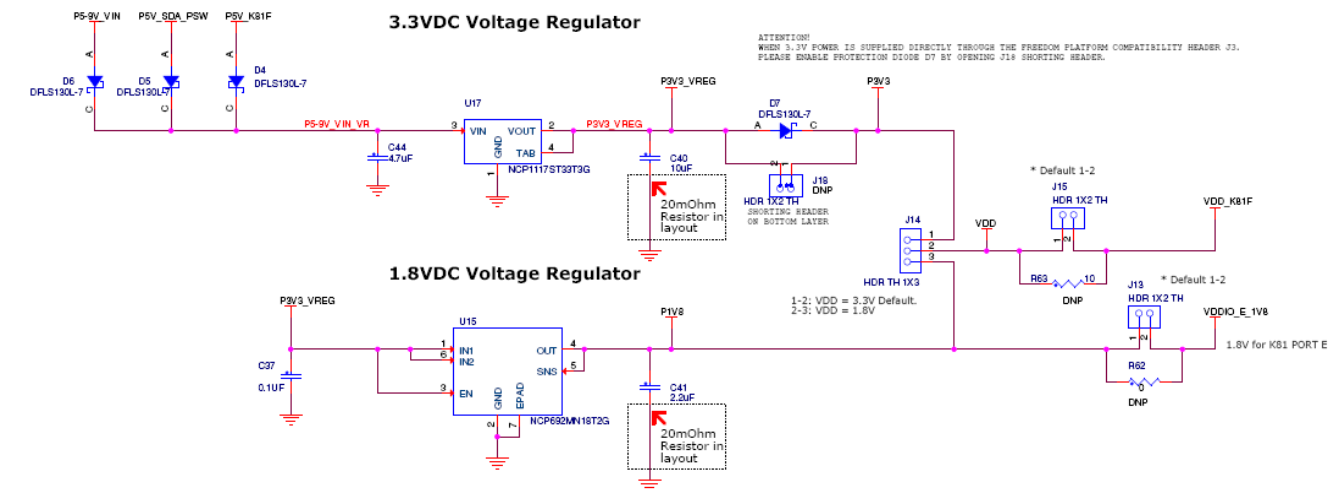 3.3VDC Voltage Regulator
P5-9V_VIN
P5V_SDA_PSW
P5V_K81F
ATTENTION!
WHEN 3.3V POWER IS SUPPLIED DIRECTLY THROUGH THE FREEDOM PLATFORM COMPATIBILITY HEADER J3.
PLEASE ENABLE PROTECTION DIODE D7 BY OPENING J18 SHORTING HEADER.
A
A
A
D6
DFLS130L-7
D5
DFLS130L-7
D4
DFLS130L-7
C
C
C
P5-9V_VIN_VR
C44
4.7uF
U17
3
VIN
VOUT
2
TAB
4
GND
1
NCP1117ST33T3G
P3V3_VREG
P3V3_VREG
C40
10uF
20mOhm
Resistor in
layout
D7
DFLS130L-7
A
C
P3V3
2
1
J18
DNP
HDR 1X2 TH
SHORTING HEADER
ON BOTTOM LAYER
J14
1
2
3
HDR TH 1X3
1-2: VDD = 3.3V Default.
2-3: VDD = 1.8V
VDD
* Default 1-2
J15
HDR 1X2 TH
1
2
VDD_K81F
R63
10
DNP
* Default 1-2
J13
HDR 1X2 TH
1
2
VDDIO_E_1V8
1.8V for K81 PORT E
R62
0
DNP
1.8VDC Voltage Regulator
P3V3_VREG
C37
0.1UF
U15
1
IN1
6
IN2
3
EN
OUT
4
SNS
5
GND
EPAD
2
7
NCP692MN18T2G
P1V8
C41
2.2uF
20mOhm
Resistor in
layout